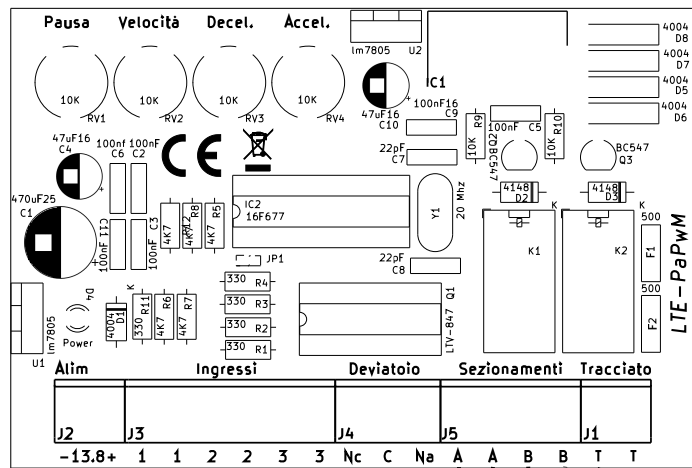 Pausa Velocità Decel. Accel.
lm7805
U2
4004
D8
4004
D7
4004
D5
4004
D6
IC1
10K
RV1
10K
RV2
10K
RV3
10K
RV4
47uF16
C10
100nF16
C9
R9
10K
100nF C5
R10
10K
47uF16
C4
100nf 100nF
C6 C2
22pF
C7
BC547
BC547
Q3
470uF25
C1
C11
100nF
C3
100nF
4K7
R12
4K7
R8
4K7
R5
IC2
16F677
Y1
20 Mhz
4148
D2
4148
D3
K
K
K1
K2
500
F1
500
F2
LTE-PaPwM
JP1
22pF
C8
330 R4
330 R3
330 R2
330 R1
Q1
LTV-847
lm7805
U1
D4
Power
K
4004
D1
330
R11
4K7
R6
4K7
R7
Alim Ingressi Deviatoio Sezionamenti Tracciato
J2 J3 J4 J5 J1
-13.8+ 1 1 2 2 3 3 Nc C Na A A B B T T